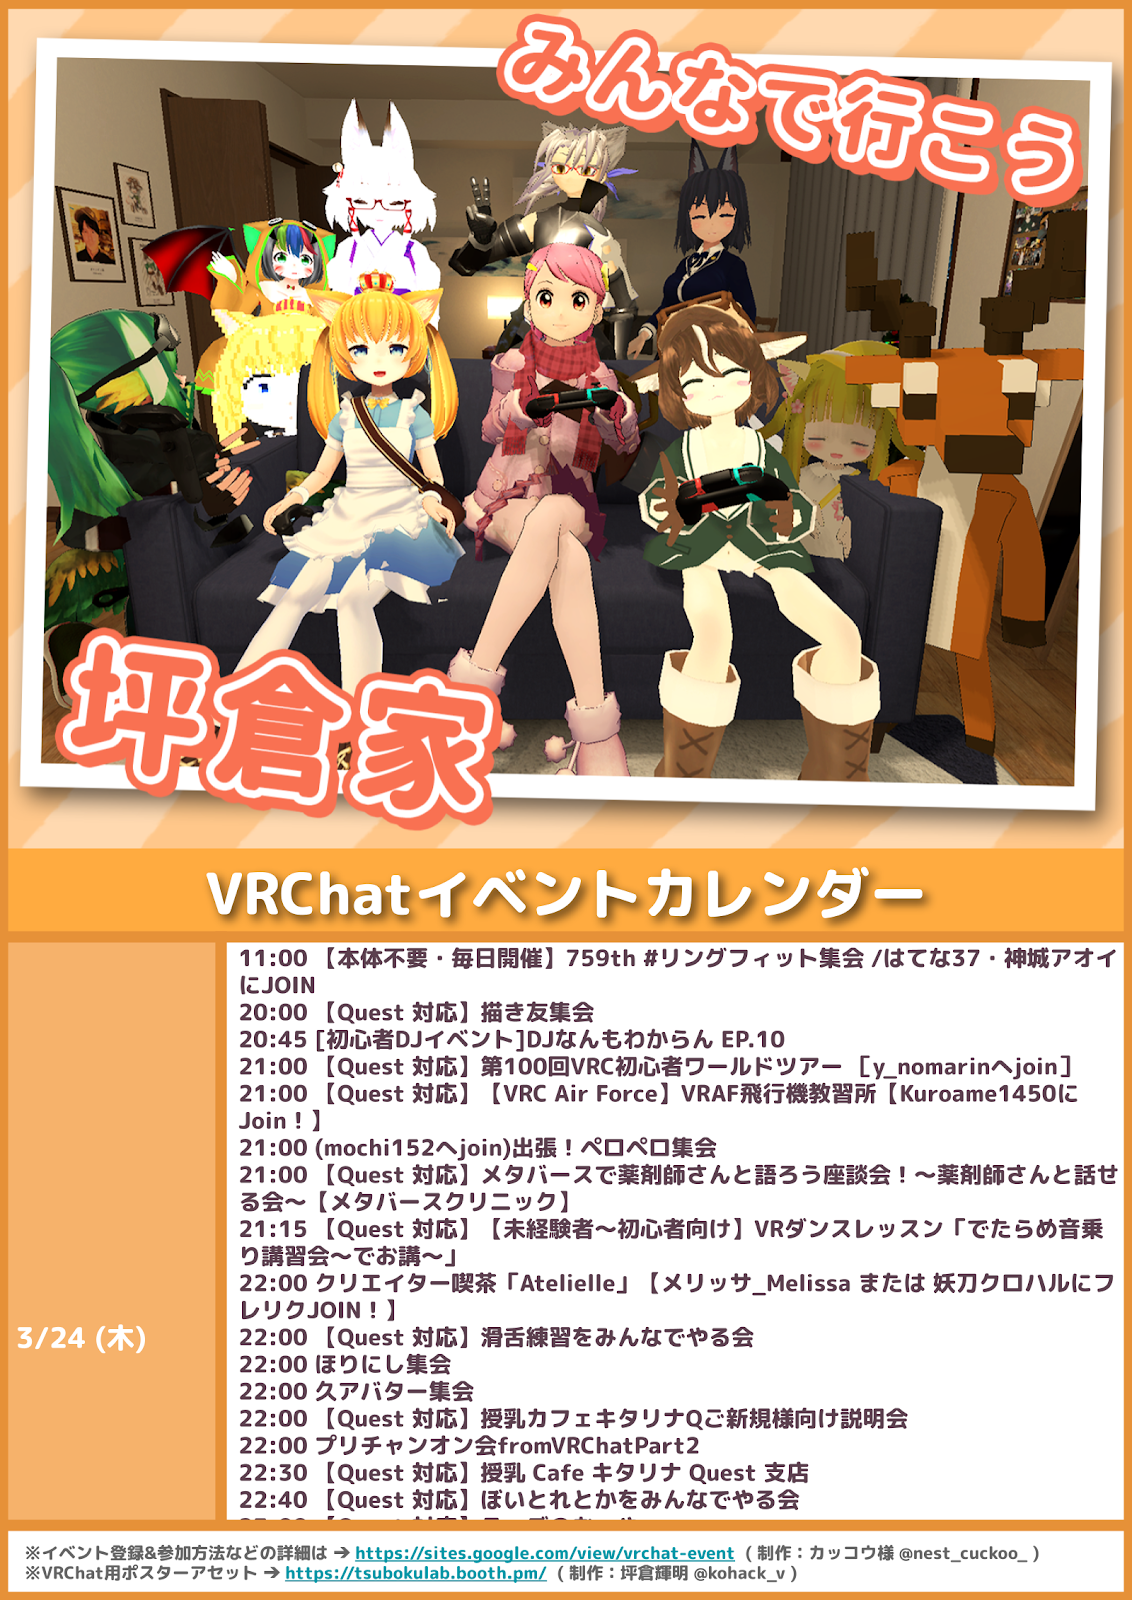 みんなで行こう
坪倉家
VRChatイベントカレンダー
3/24 (木)
11:00 【本体不要・毎日開催】759th #リングフィット集会 /はてな37・神城アオイ
にJOIN
20:00 【Quest 対応】描き友集会
20:45 [初心者DJイベント]DJなんもわからん EP.10
21:00 【Quest 対応】第100回VRC初心者ワールドツアー ［y_nomarinへjoin］
21:00 【Quest 対応】【VRC Air Force】VRAF飛行機教習所【Kuroame1450に
Join！】
21:00 (mochi152へjoin)出張！ペロペロ集会
21:00 【Quest 対応】メタバースで薬剤師さんと語ろう座談会！～薬剤師さんと話せ
る会～【メタバースクリニック】
21:15 【Quest 対応】【未経験者～初心者向け】VRダンスレッスン「でたらめ音乗
り講習会～でお講～」
22:00 クリエイター喫茶「Atelielle」【メリッサ_Melissa または 妖刀クロハルにフ
レリクJOIN！】
22:00 【Quest 対応】滑舌練習をみんなでやる会
22:00 ほりにし集会
22:00 久アバター集会
22:00 【Quest 対応】授乳カフェキタリナQご新規様向け説明会
22:00 プリチャンオン会fromVRChatPart2
22:30 【Quest 対応】授乳 Cafe キタリナ Quest 支店
22:40 【Quest 対応】ぼいとれとかをみんなでやる会
※イベント登録&参加方法などの詳細は → https://sites.google.com/view/vrchat-event （ 制作：カッコウ様 @nest_cuckoo_ ）
※VRChat用ポスターアセット → https://tsubokulab.booth.pm/ （ 制作：坪倉輝明 @kohack_v ）